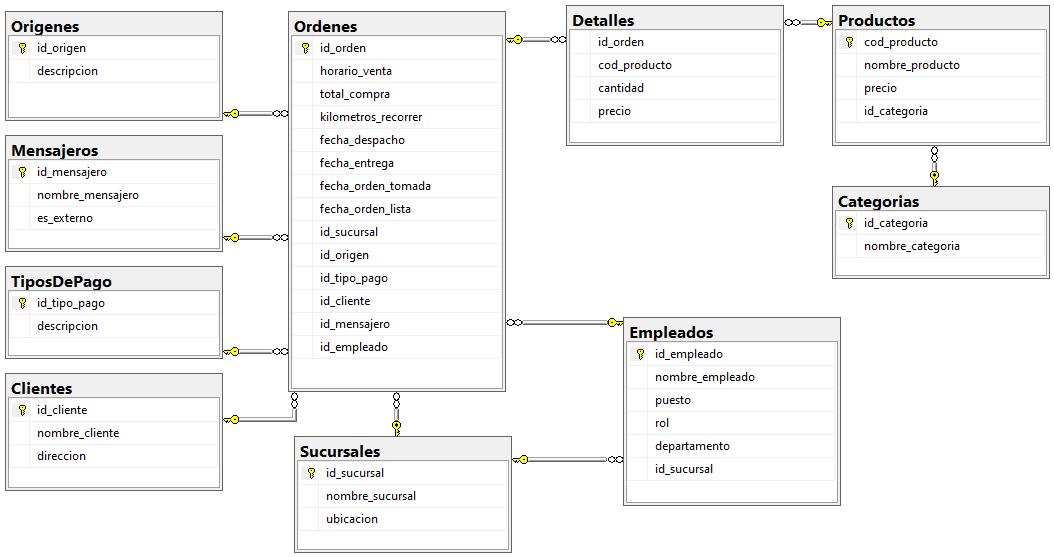 Origenes
id_origen
descripcion
Mensajeros
id_mensajero
nombre_mensajero
es_externo
TiposDePago
id_tipo_pago
descripcion
Clientes
id_cliente
nombre_cliente
direccion
Ordenes
id_orden
horario_venta
total_compra
kilometros_recorrer
fecha_despacho
fecha_entrega
fecha_orden_tomada
fecha_orden_lista
id_sucursal
id_origen
id_tipo_pago
id_cliente
id_mensajero
id_empleado
Sucursales
id_sucursal
nombre_sucursal
ubicacion
Detalles
id_orden
cod_producto
cantidad
precio
Productos
cod_producto
nombre_producto
precio
id_categoria
Categorias
id_categoria
nombre_categoria
Empleados
id_empleado
nombre_empleado
puesto
rol
departamento
id_sucursal